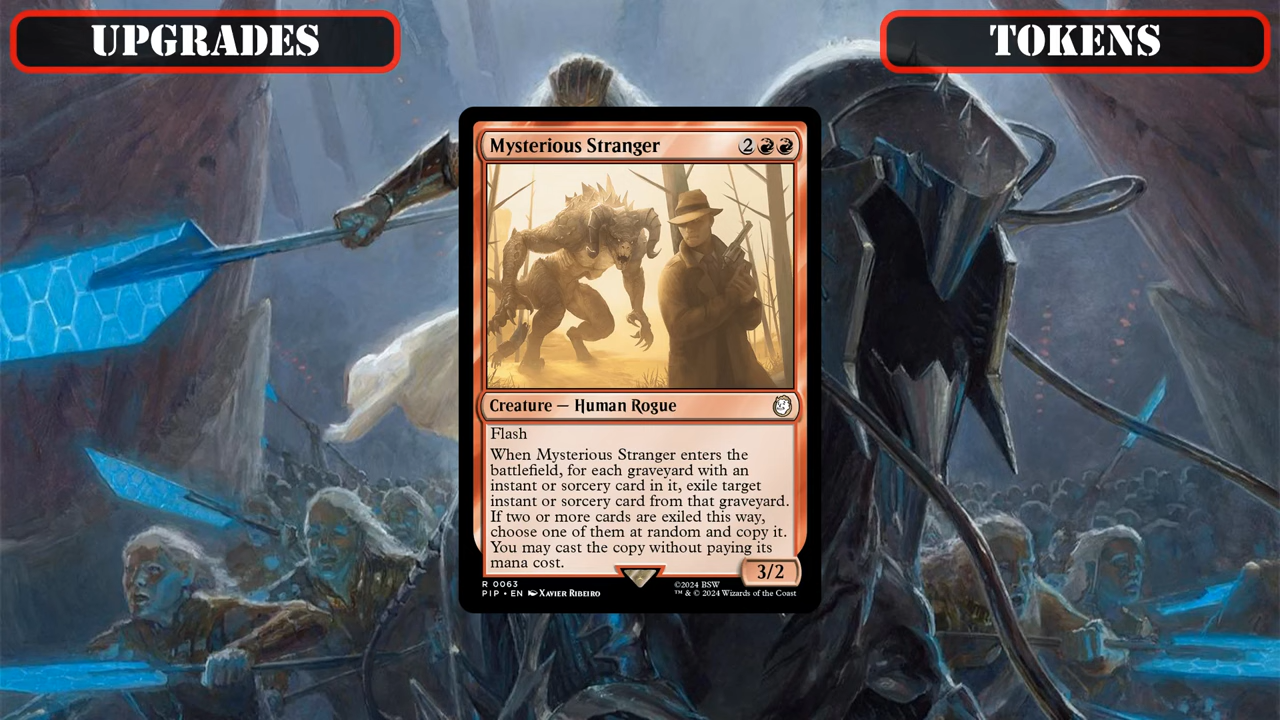 UPGRADES
TOKENS
Mysterious Stranger 2
Creature — Human Rogue
Flash
When Mysterious Stranger enters the
battlefield, for each graveyard with an
instant or sorcery card in it, exile target
instant or sorcery card from that graveyard.
If two or more cards are exiled this way,
choose one of them at random and copy it.
You may cast the copy without paying its
mana cost.
3/2
R 0063
PIP • EN Xavier Ribeiro
©2024 BSW
™ & © 2024 Wizards of the Coast